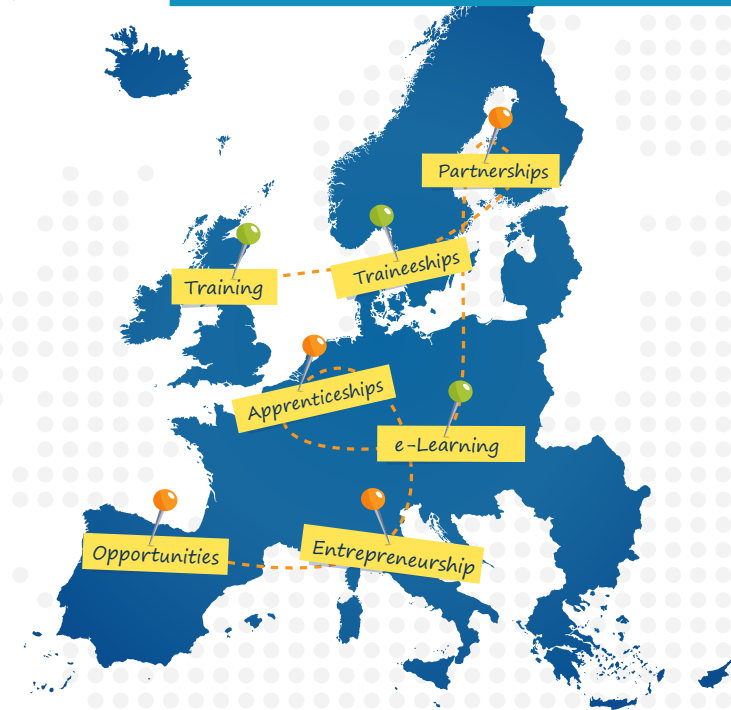 Partnerships
Traineeships
Training
Apprenticeships
e-Learning
Opportunities
Entrepreneurship